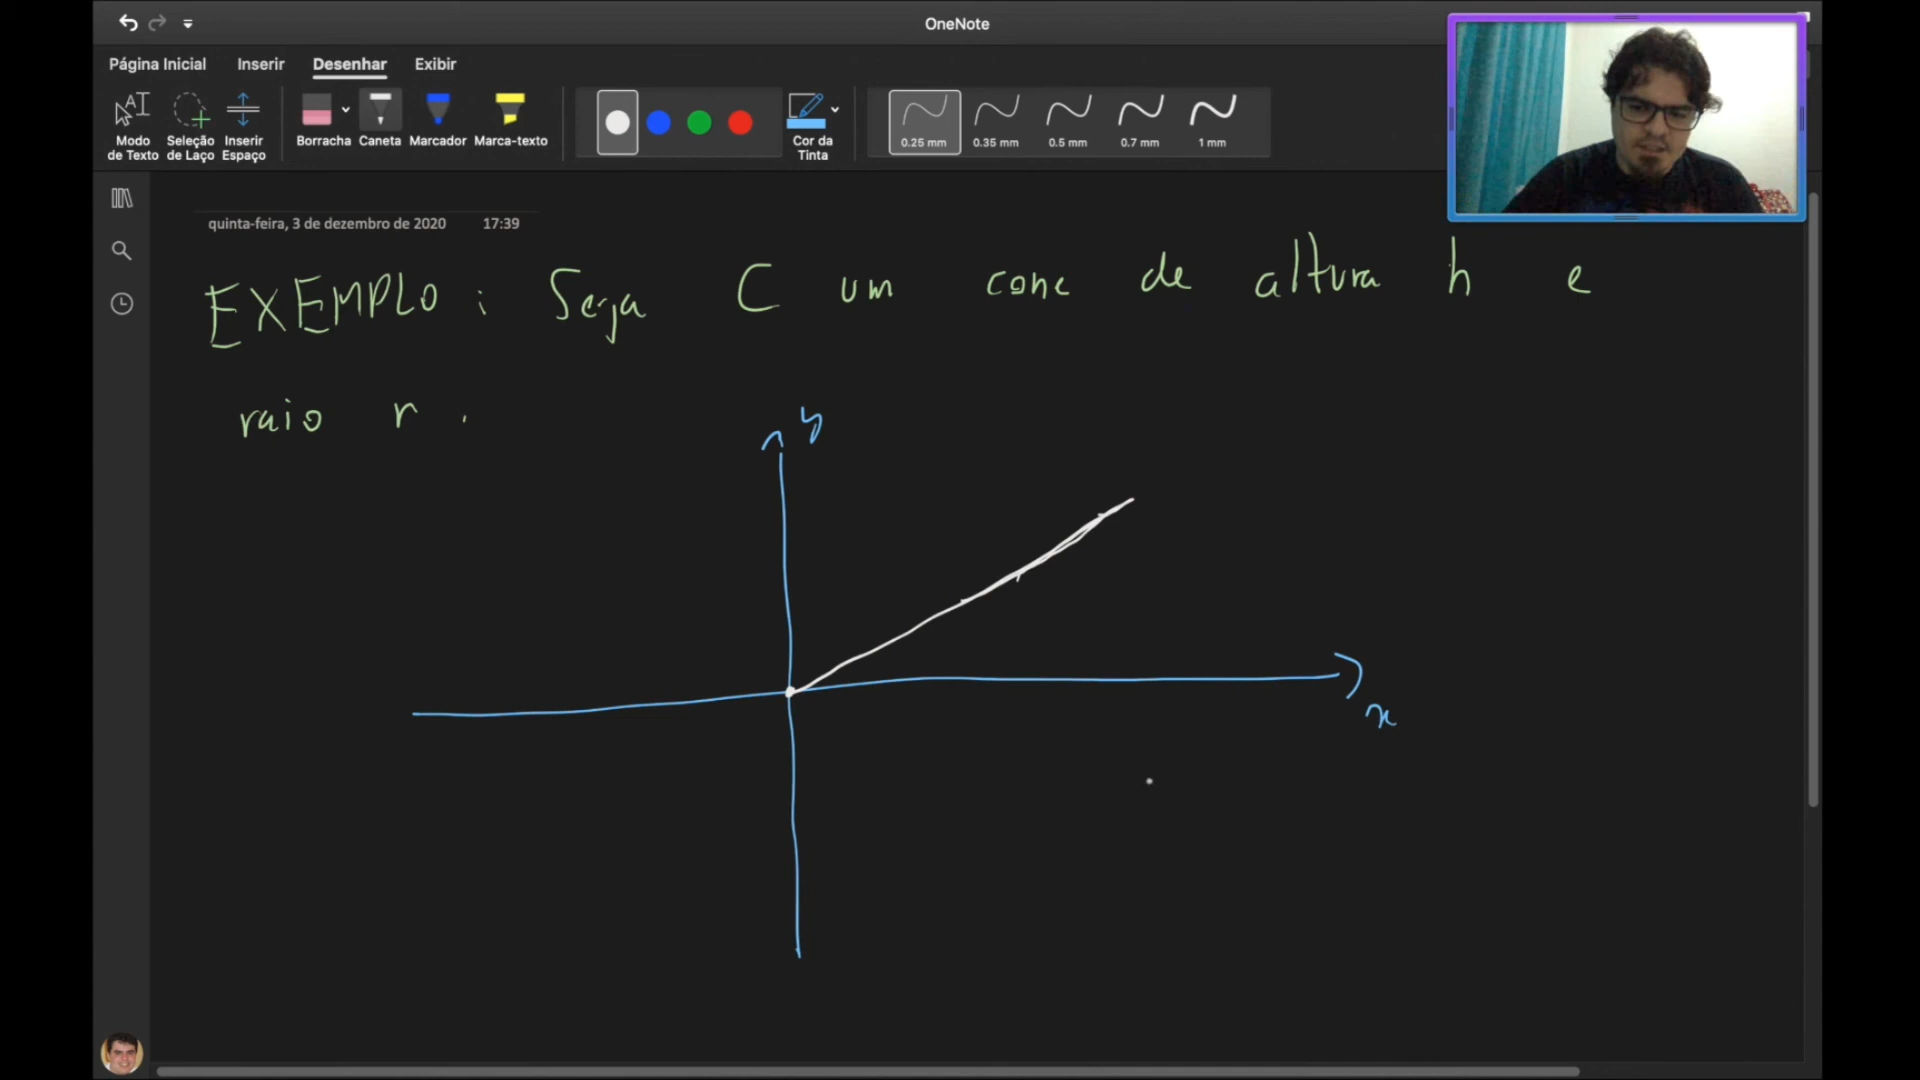 OneNote
Página Inicial Inserir Desenhar Exibir
Modo de Texto Seleção de Laço Inserir Espaço Borracha Caneta Marcador Marca-texto Cor da Tinta 0.25 mm 0.35 mm 0.5 mm 0.7 mm 1 mm
quinta-feira, 3 de dezembro de 2020 17:39
EXEMPLO: Seja C um cone de altura h e
raio r.
y
x